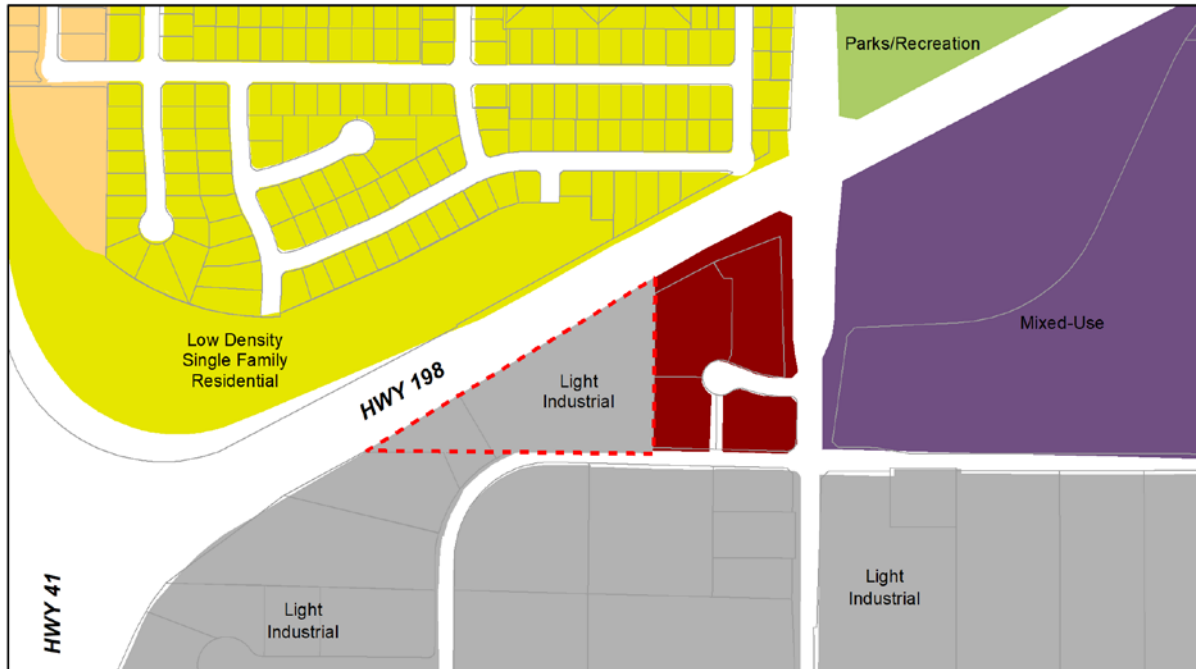 Parks/Recreation
Mixed-Use
Low Density
Single Family
Residential
HWY 198
Light
Industrial
HWY 41
Light
Industrial
Light
Industrial